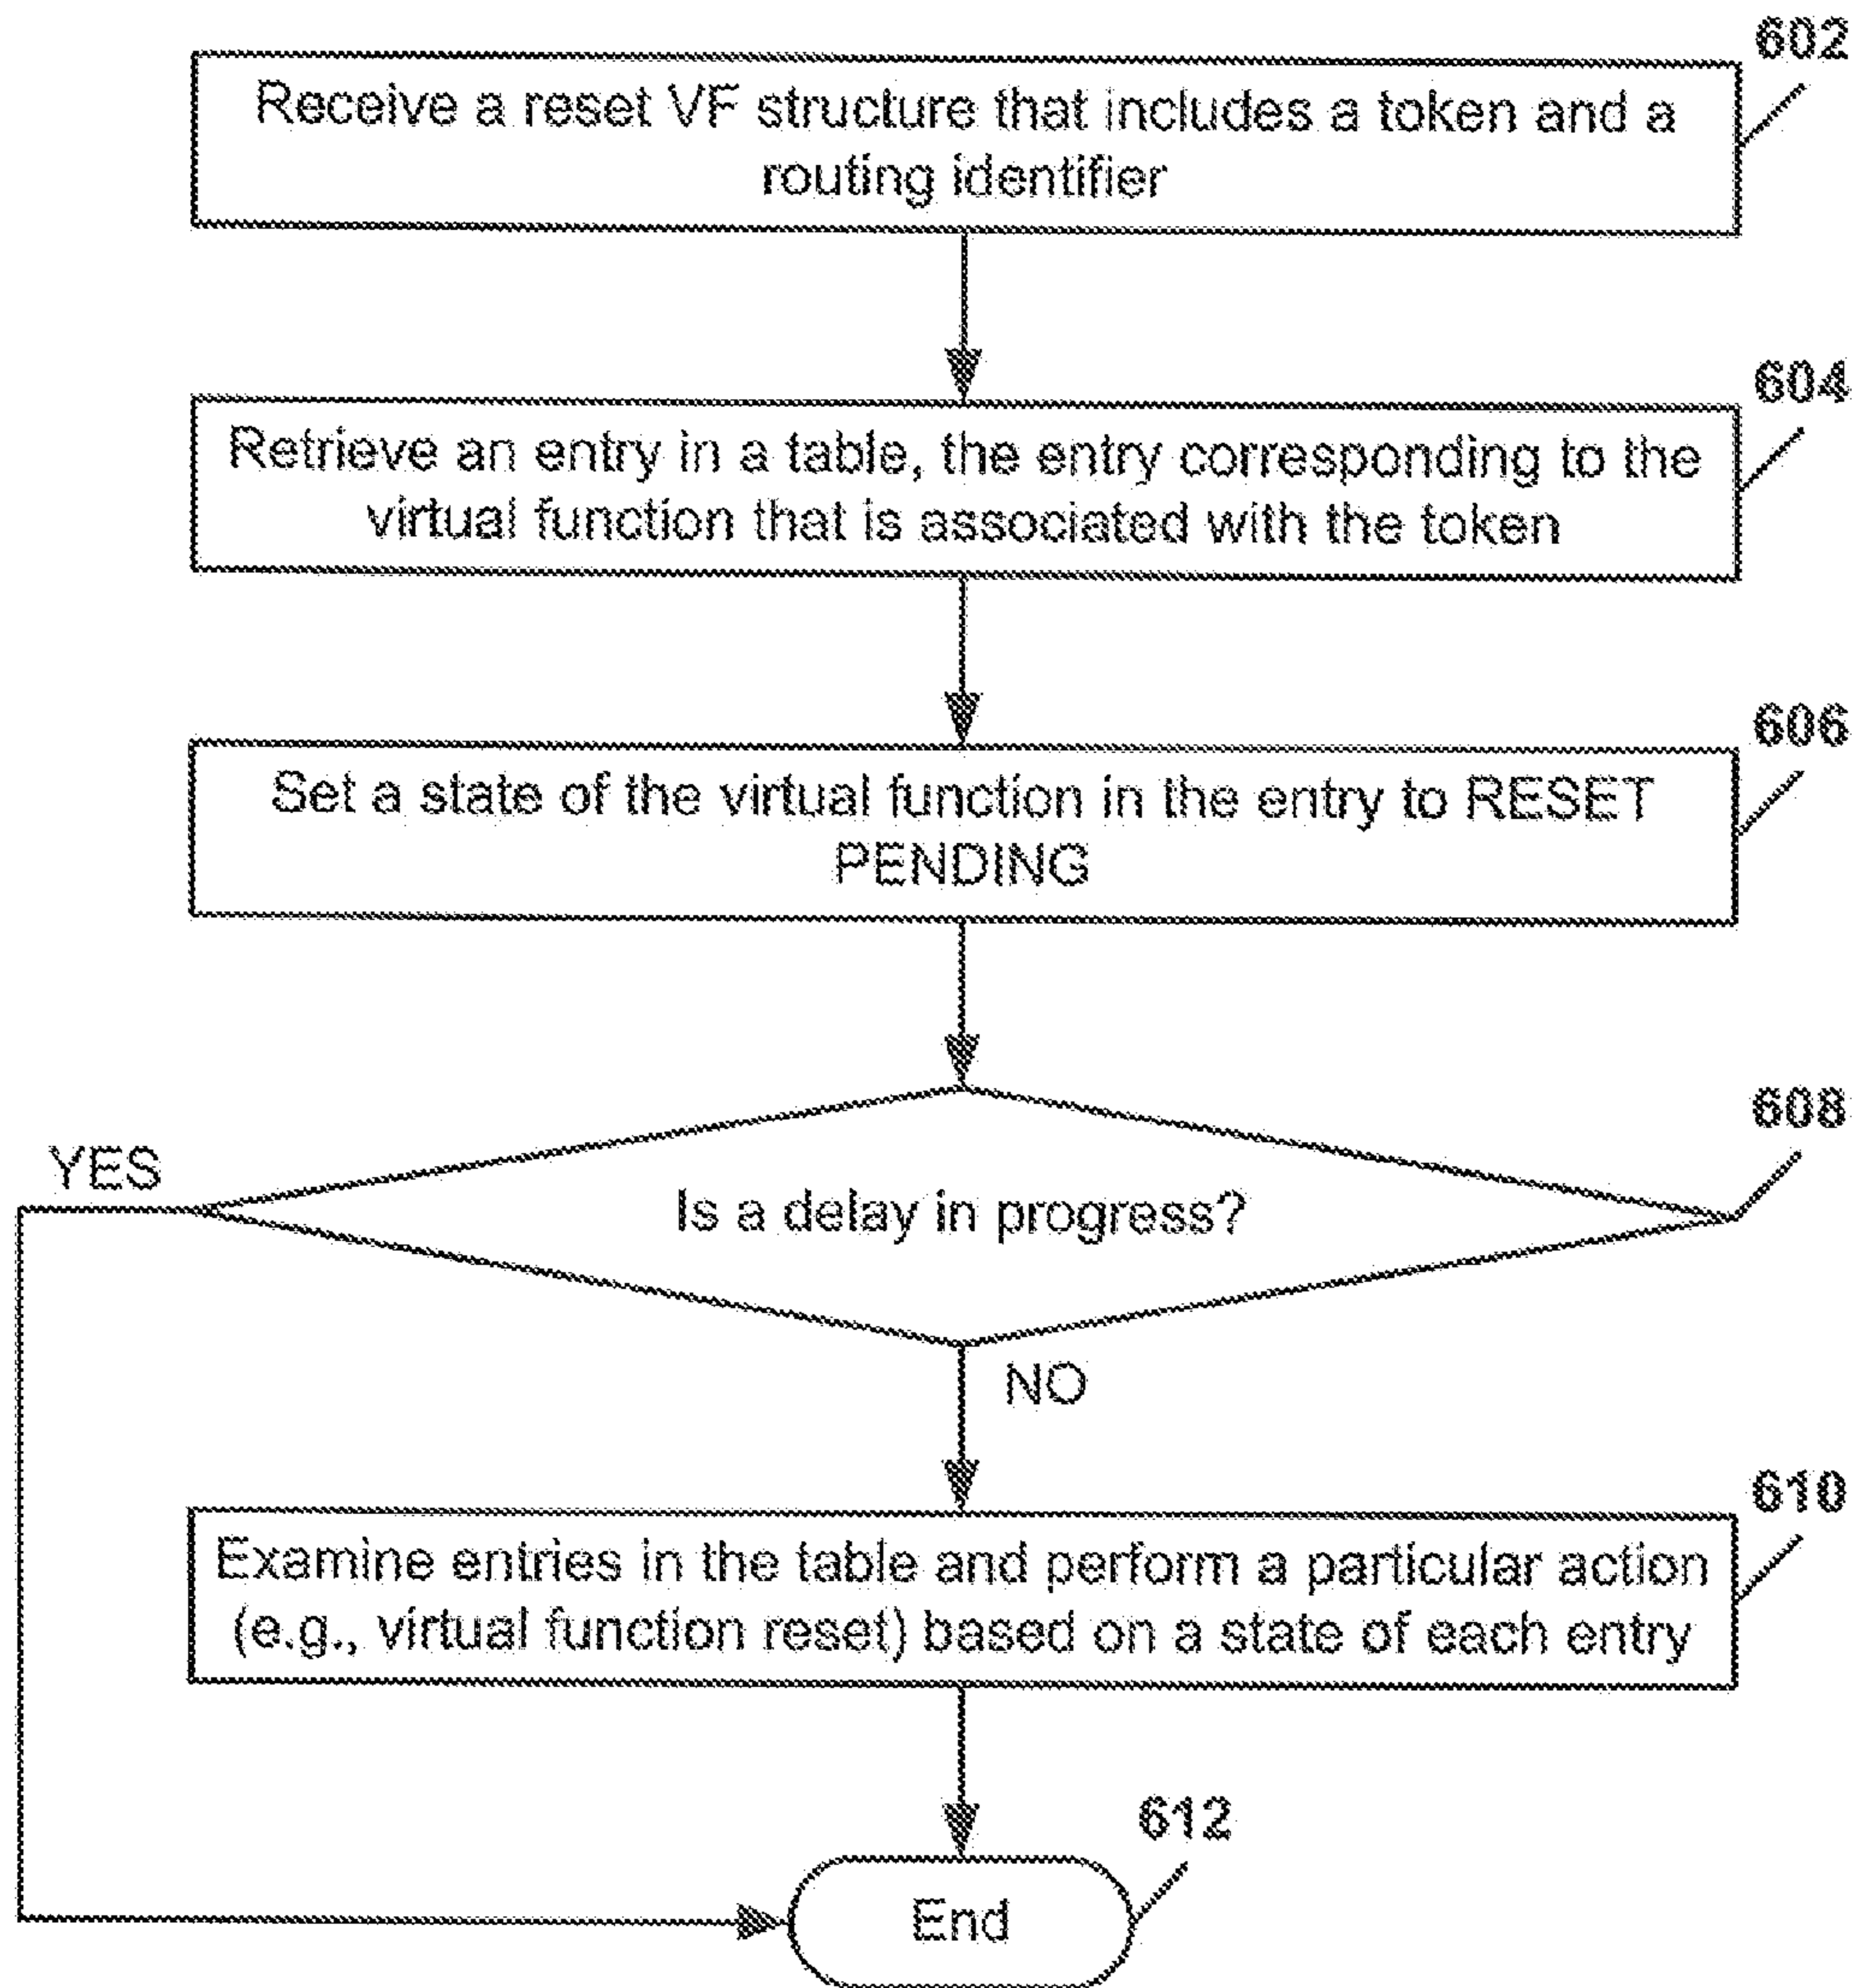 602
Receive a reset VF structure that includes a token and a
routing identifier
604
Retrieve an entry in a table, the entry corresponding to the
virtual function that is associated with the token
606
Set a state of the virtual function in the entry to RESET
PENDING
608
YES
Is a delay in progress?
NO
610
Examine entries in the table and perform a particular action
(e.g., virtual function reset) based on a state of each entry
612
End